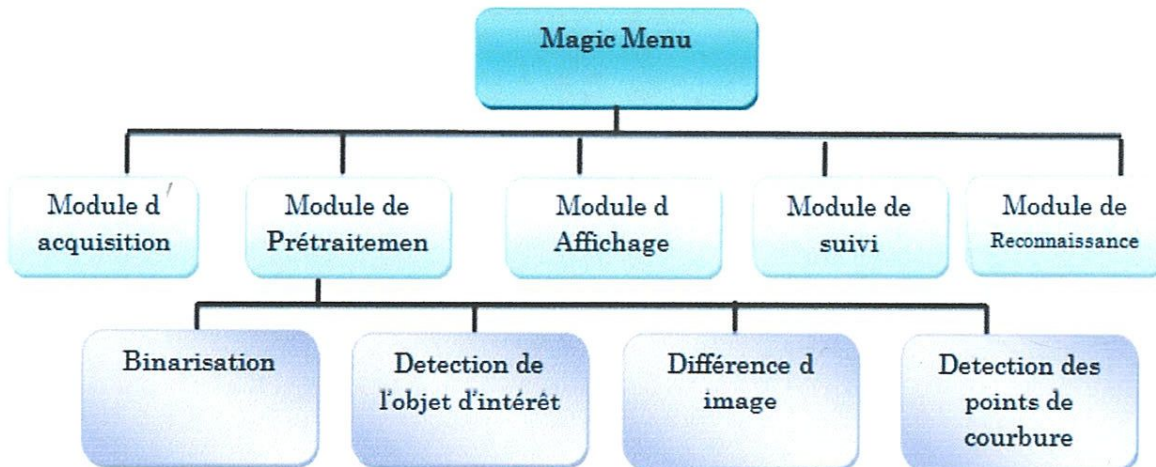 Magic Menu
Module d'
acquisition
Module de
Prétraitemen
Module d
Affichage
Module de
suivi
Module de
Reconnaissance
Binarisation
Detection de
l'objet d'intérêt
Différence d
image
Detection des
points de
courbure